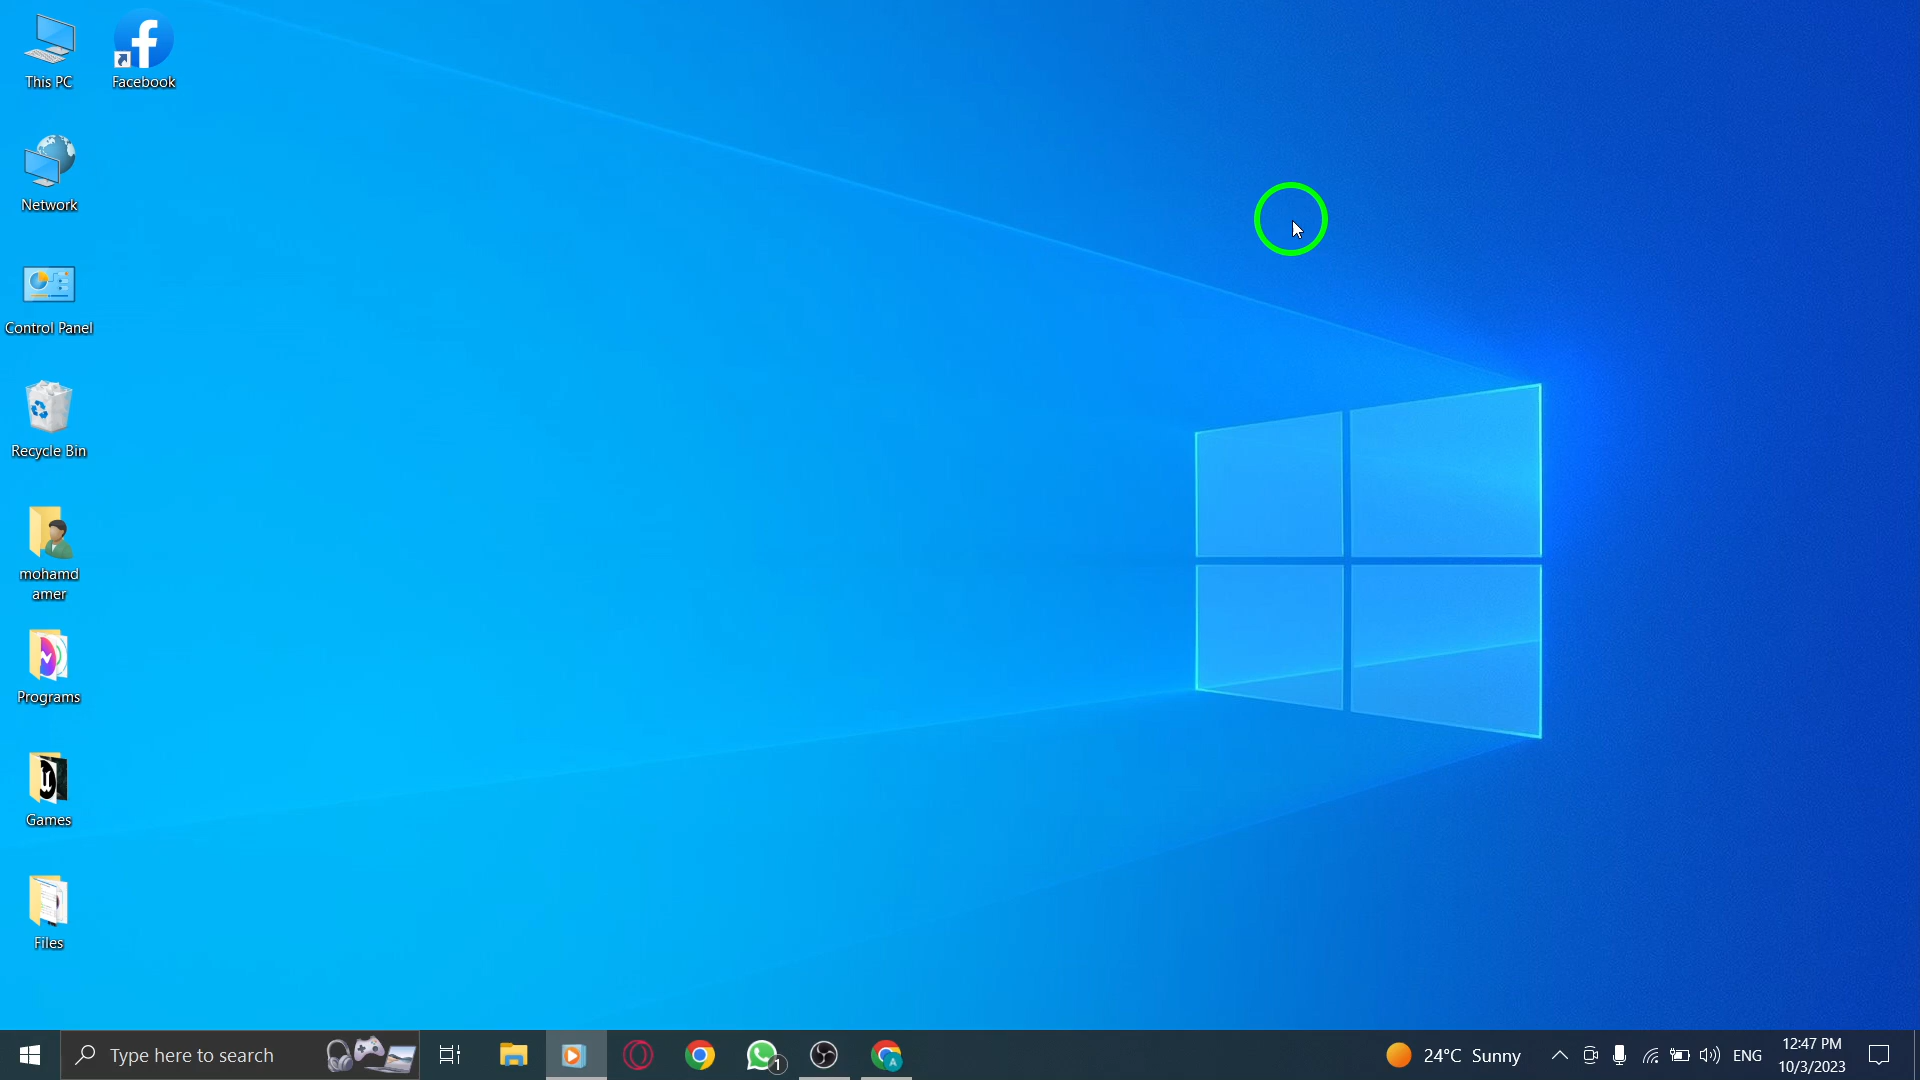 This PC
Facebook
Network
Control Panel
Recycle Bin
mohamd
amer
Programs
Games
Files
Type here to search
1
A
24°C Sunny
ENG
12:47 PM
10/3/2023